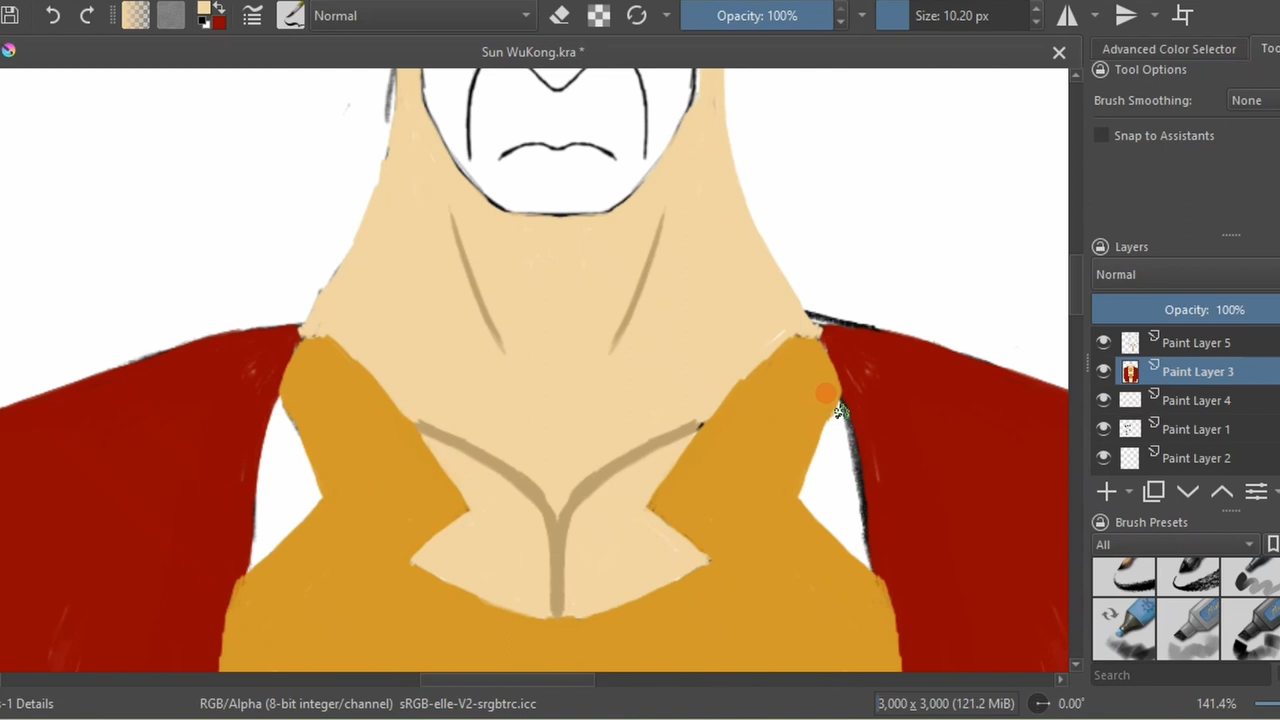 Normal
Opacity: 100%
Size: 10.20 px
Sun WuKong.kra *
Advanced Color Selector
Tool Options
Brush Smoothing:
None
Snap to Assistants
Layers
Normal
Opacity: 100%
Paint Layer 5
Paint Layer 3
Paint Layer 4
Paint Layer 1
Paint Layer 2
Brush Presets
All
Search
s-1 Details
RGB/Alpha (8-bit integer/channel) sRGB-elle-V2-srgbtrc.icc
3,000 x 3,000 (121.2 MiB)
0.00°
141.4%